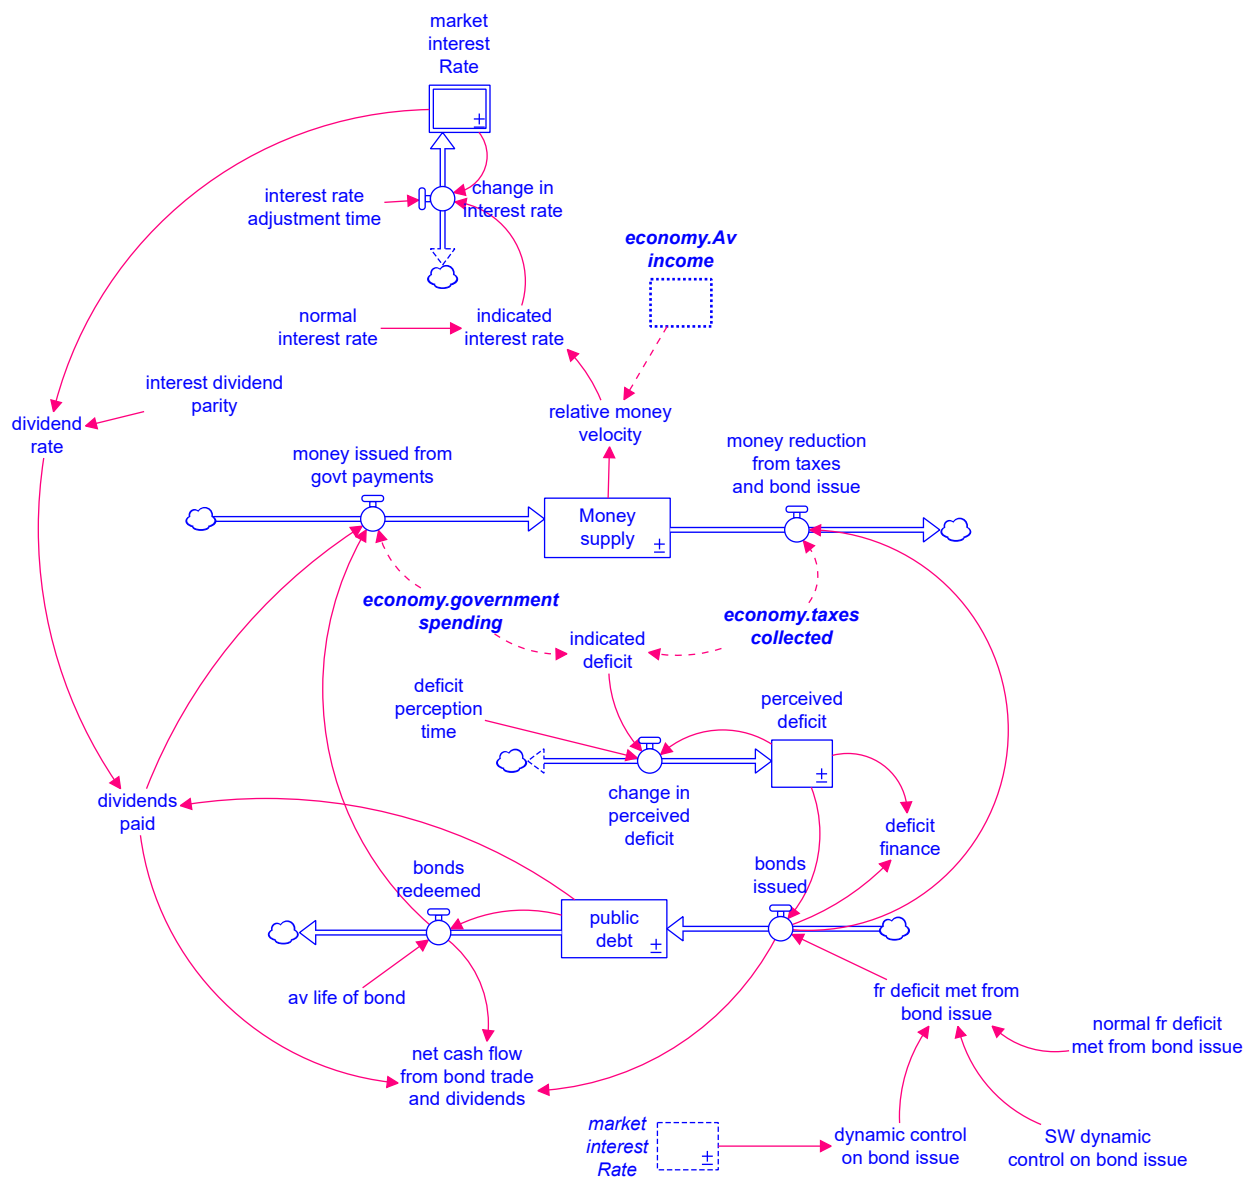 market
interest
Rate
±
interest rate
adjustment time
change in
interest rate
economy.Av
income
normal
interest rate
indicated
interest rate
interest dividend
parity
dividend
rate
relative money
velocity
money issued from
govt payments
money reduction
from taxes
and bond issue
Money
supply
±
economy.government
spending
economy.taxes
collected
indicated
deficit
deficit
perception
time
perceived
deficit
±
change in
perceived
deficit
dividends
paid
deficit
finance
bonds
redeemed
bonds
issued
public
debt
±
av life of bond
fr deficit met from
bond issue
normal fr deficit
met from bond issue
net cash flow
from bond trade
and dividends
market
interest
Rate
±
dynamic control
on bond issue
SW dynamic
control on bond issue